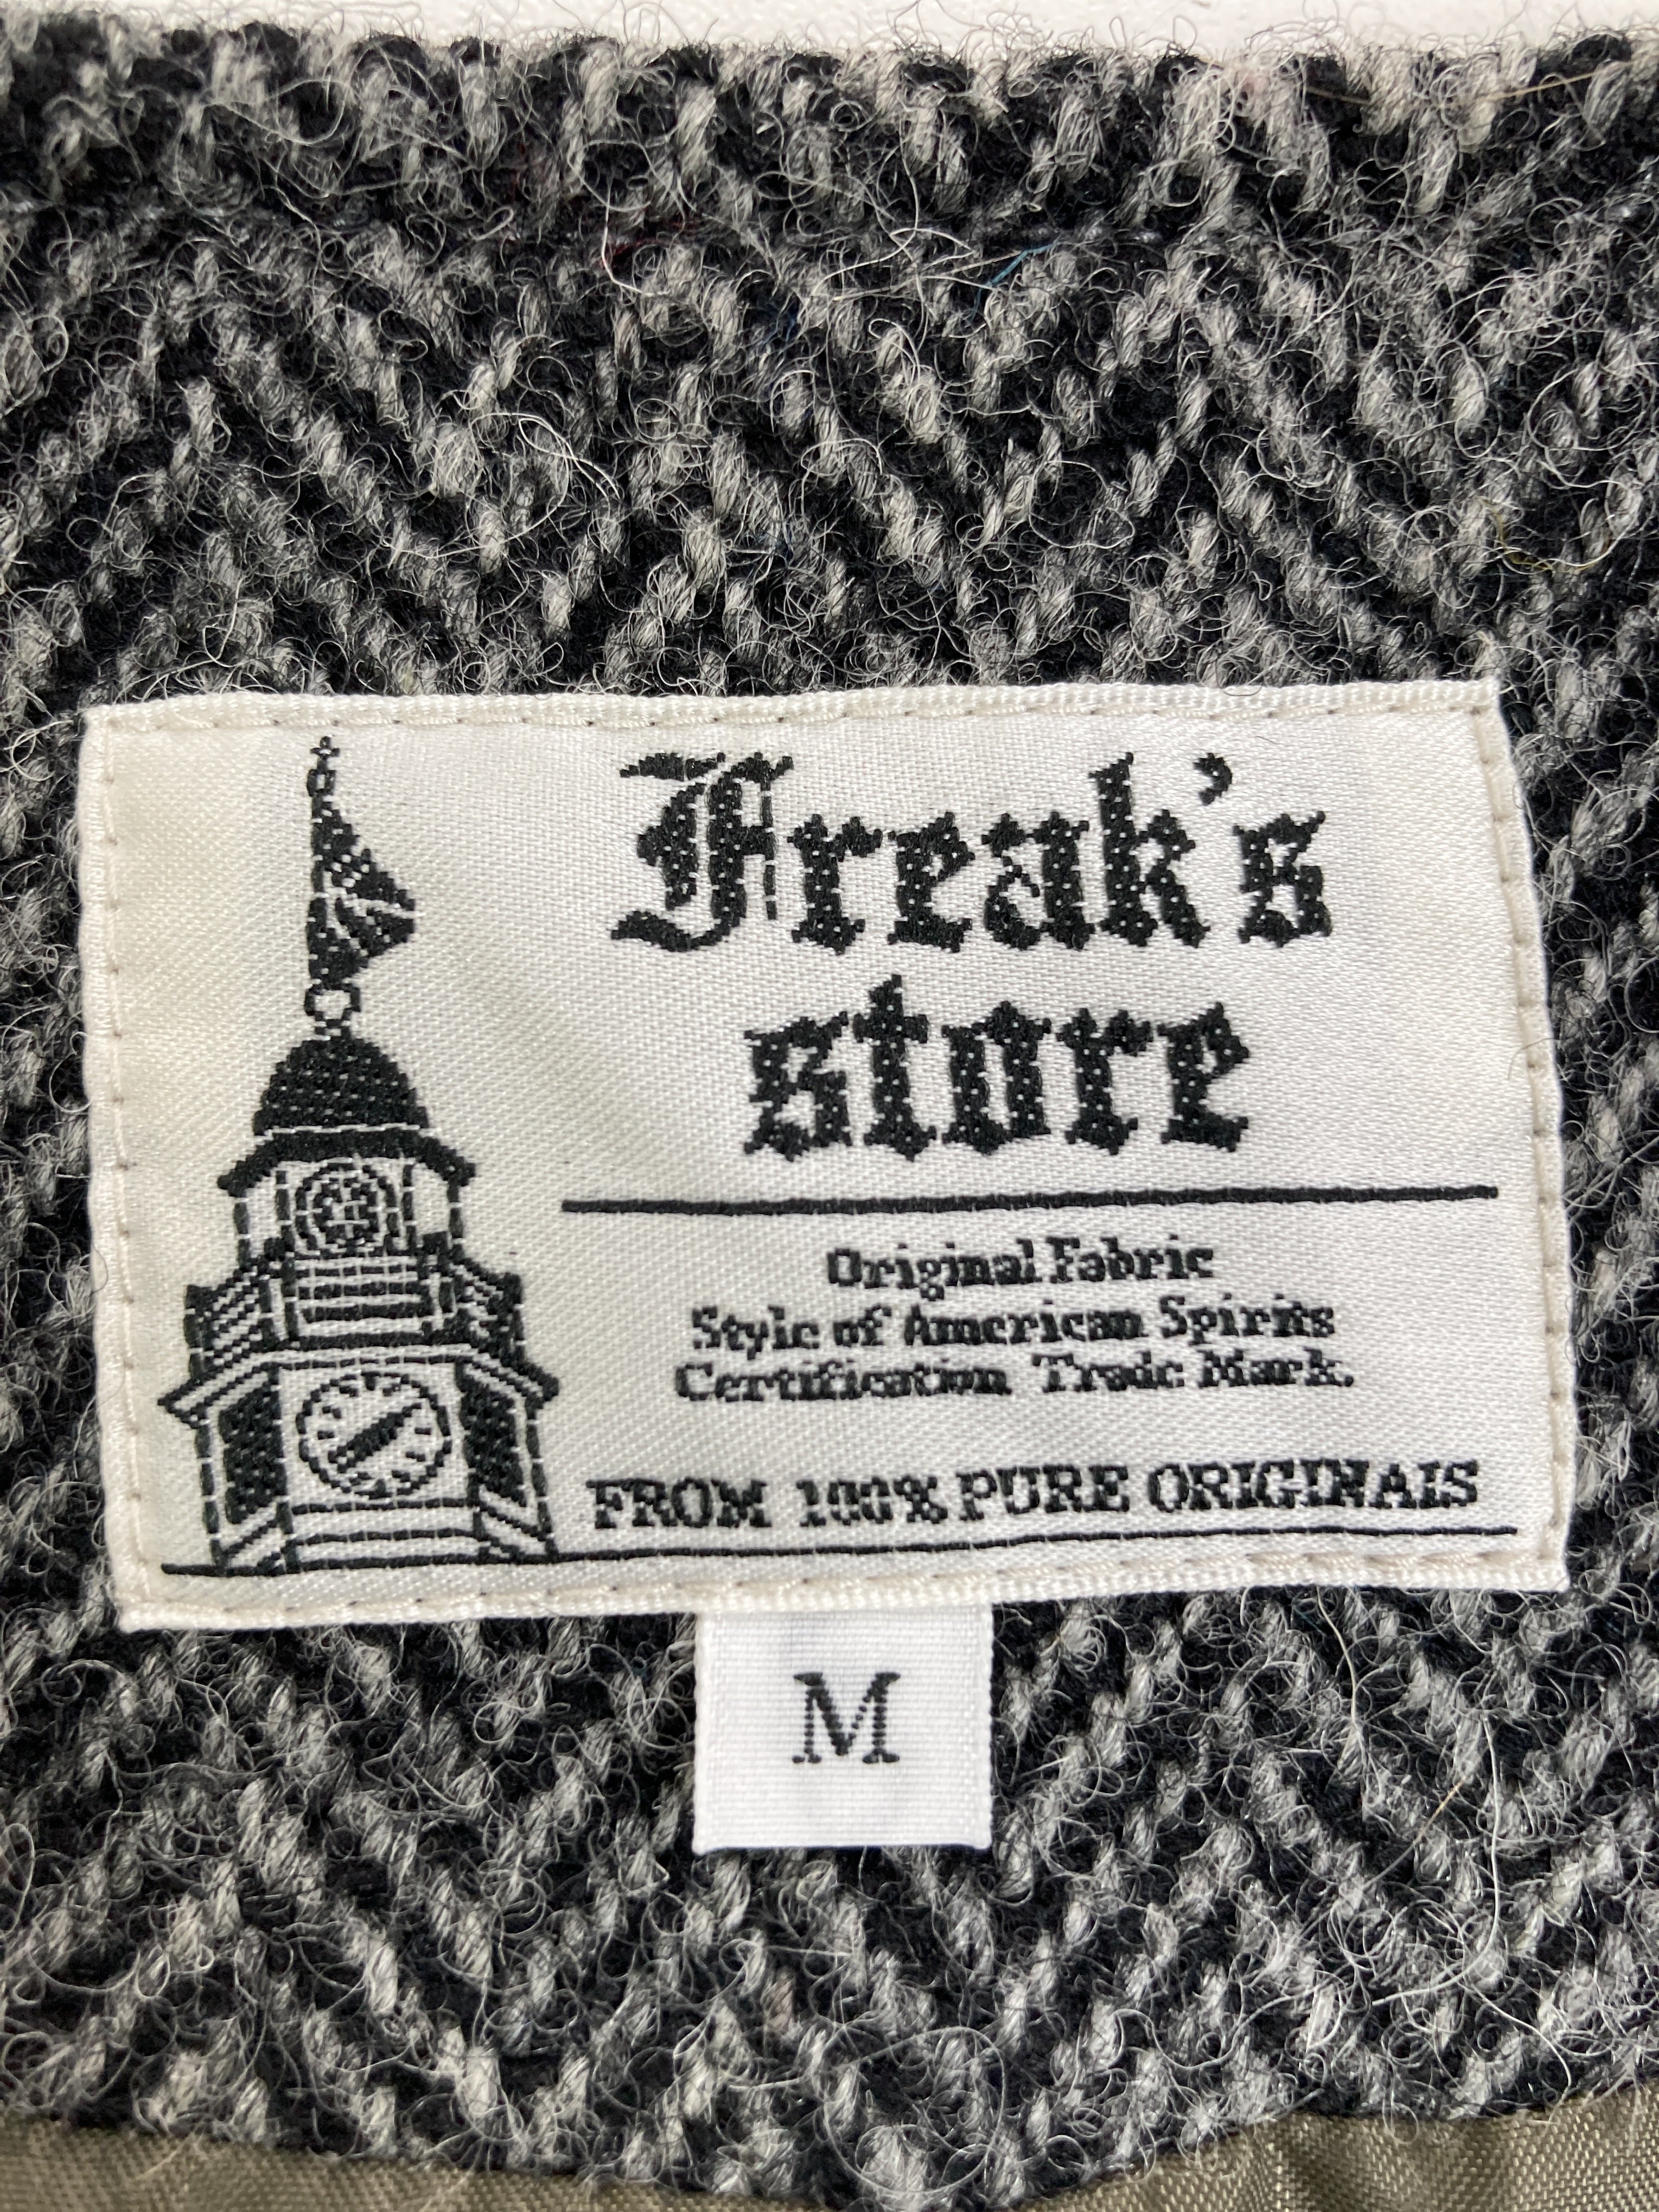 Freak's
store
Original Fabric
Style of American Spirits
Certification Trade Mark.
FROM 100% PURE ORIGINALS
M